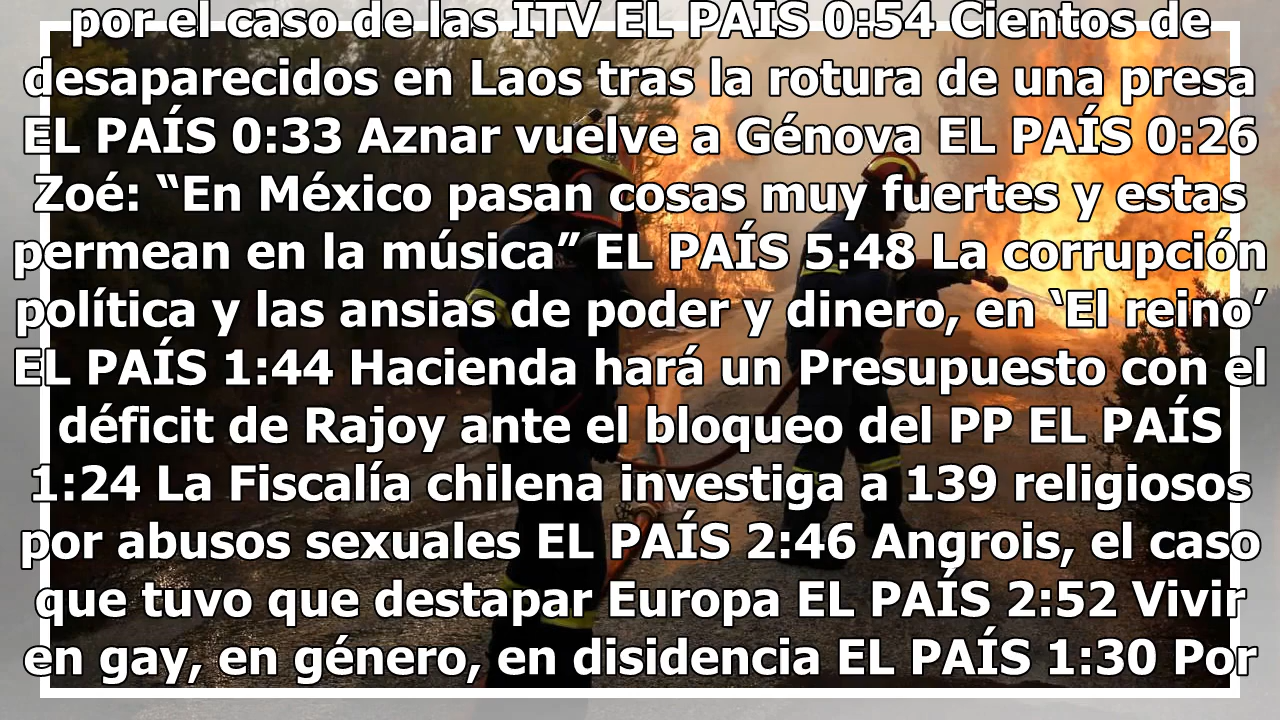 por el caso de las ITV EL PAÍS 0:54 Cientos de
desaparecidos en Laos tras la rotura de una presa
EL PAÍS 0:33 Aznar vuelve a Génova EL PAÍS 0:26
Zoé: “En México pasan cosas muy fuertes y estas
permean en la música” EL PAÍS 5:48 La corrupción
política y las ansias de poder y dinero, en ‘El reino’
EL PAÍS 1:44 Hacienda hará un Presupuesto con el
déficit de Rajoy ante el bloqueo del PP EL PAÍS
1:24 La Fiscalía chilena investiga a 139 religiosos
por abusos sexuales EL PAÍS 2:46 Angrois, el caso
que tuvo que destapar Europa EL PAÍS 2:52 Vivir
en gay, en género, en disidencia EL PAÍS 1:30 Por